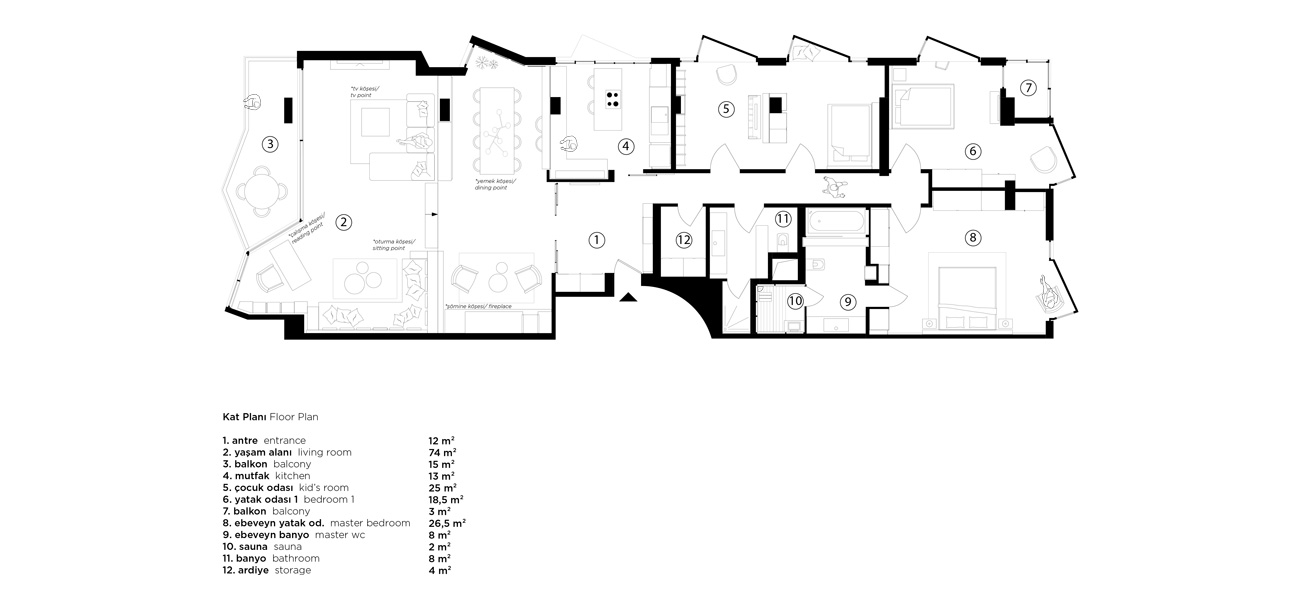 *tv köşesi/
tv point
7
3
5
4
6
*yemek köşesi/
dining point
2
*çalışma köşesi/
reading point
*oturma köşesi/
sitting point
1
12
11
8
10
9
*şömine köşesi/ fireplace
Kat Planı Floor Plan
1. antre entrance 12 m²
2. yaşam alanı living room 74 m²
3. balkon balcony 15 m²
4. mutfak kitchen 13 m²
5. çocuk odası kid's room 25 m²
6. yatak odası 1 bedroom 1 18,5 m²
7. balkon balcony 3 m²
8. ebeveyn yatak od. master bedroom 26,5 m²
9. ebeveyn banyo master wc 8 m²
10. sauna sauna 2 m²
11. banyo bathroom 8 m²
12. ardiye storage 4 m²